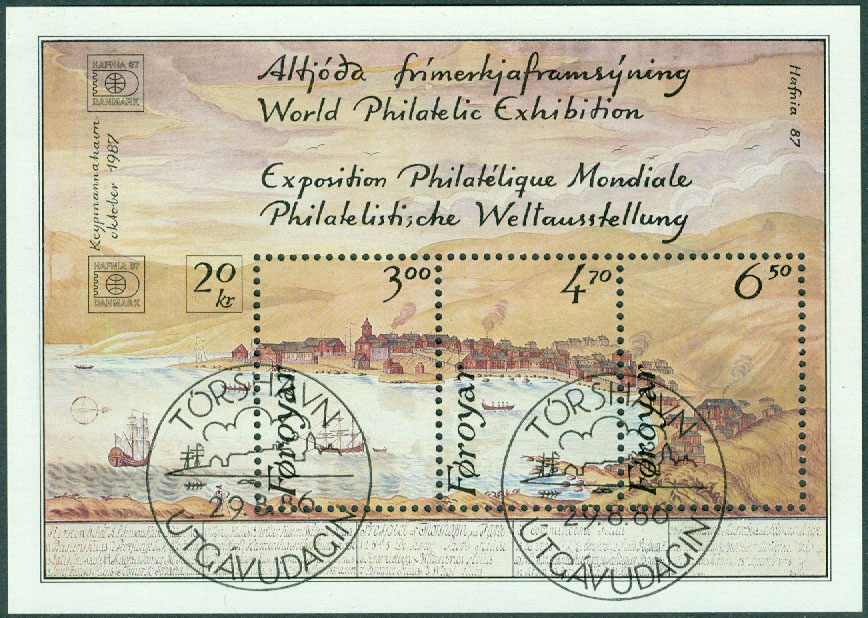 HAFNIA 87
DANMARK
Keypmannahavn
oktober 1987
HAFNIA 87
DANMARK
Altjóða frímerkjaframsýning
World Philatelic Exhibition
Exposition Philatélique Mondiale
Philatelistische Weltausstellung
Hafnia 87
20 kr
3⁰⁰
4⁷⁰
6⁵⁰
Føroyar
Føroyar
Føroyar
TÓRSHAVN
29.8.86
ÚTGÁVUDAGIN
TÓRSHAVN
29.8.86
ÚTGÁVUDAGIN